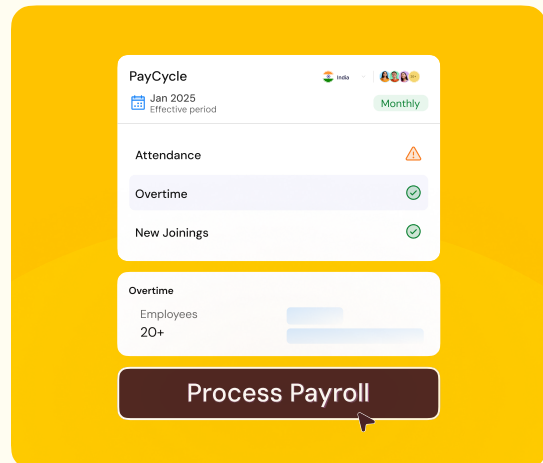 PayCycle
India
Jan 2025
Effective period
Monthly
Attendance
Overtime
New Joinings
Overtime
Employees
20+
Process Payroll